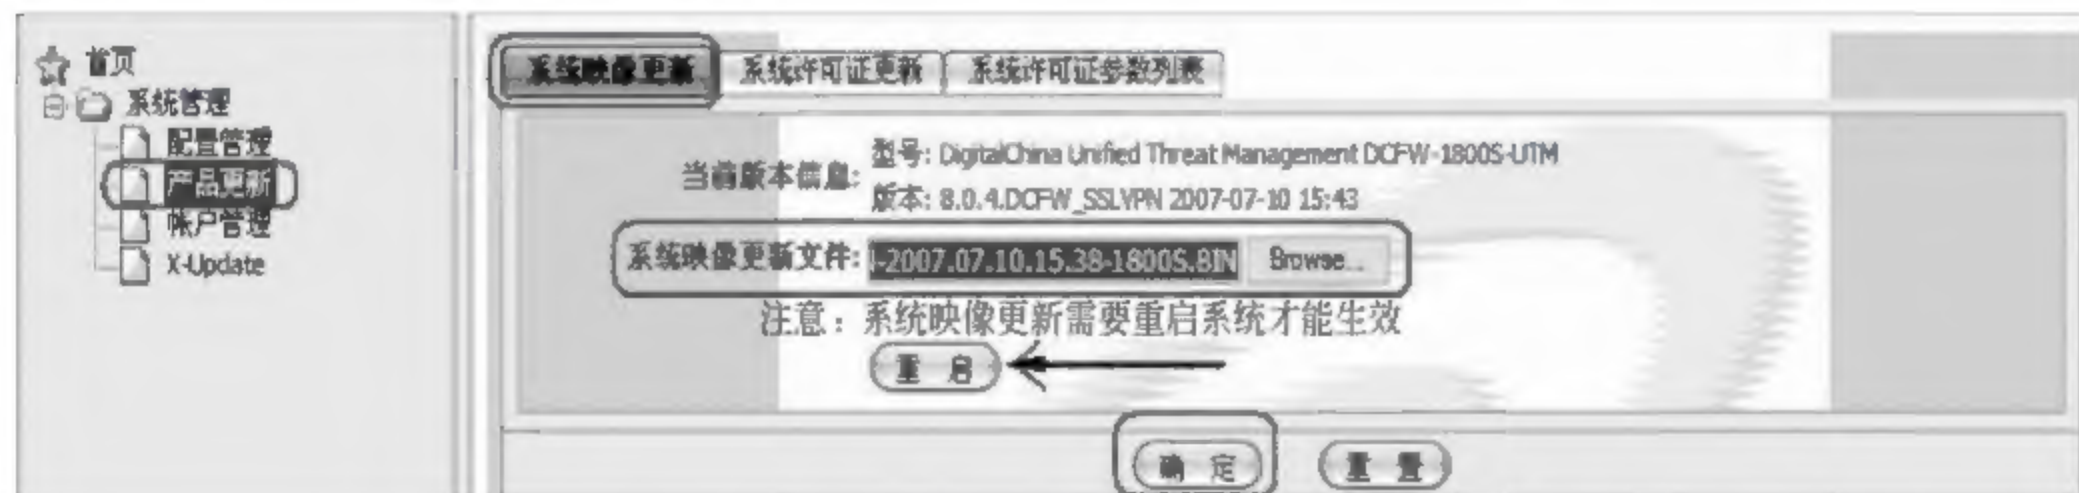 首页
系统管理
配置管理
产品更新
帐户管理
X-Update
系统映像更新 系统许可证更新 系统许可证参数列表
当前版本信息:
型号: DigitalChina Unified Threat Management DCFW-1800S-UTM
版本: 8.0.4.DCFW_SSLVPN 2007-07-10 15:43
系统映像更新文件: -2007.07.10.15.38-1800S.BIN Browse...
注意：系统映像更新需要重启系统才能生效
重 启
确 定 重 置